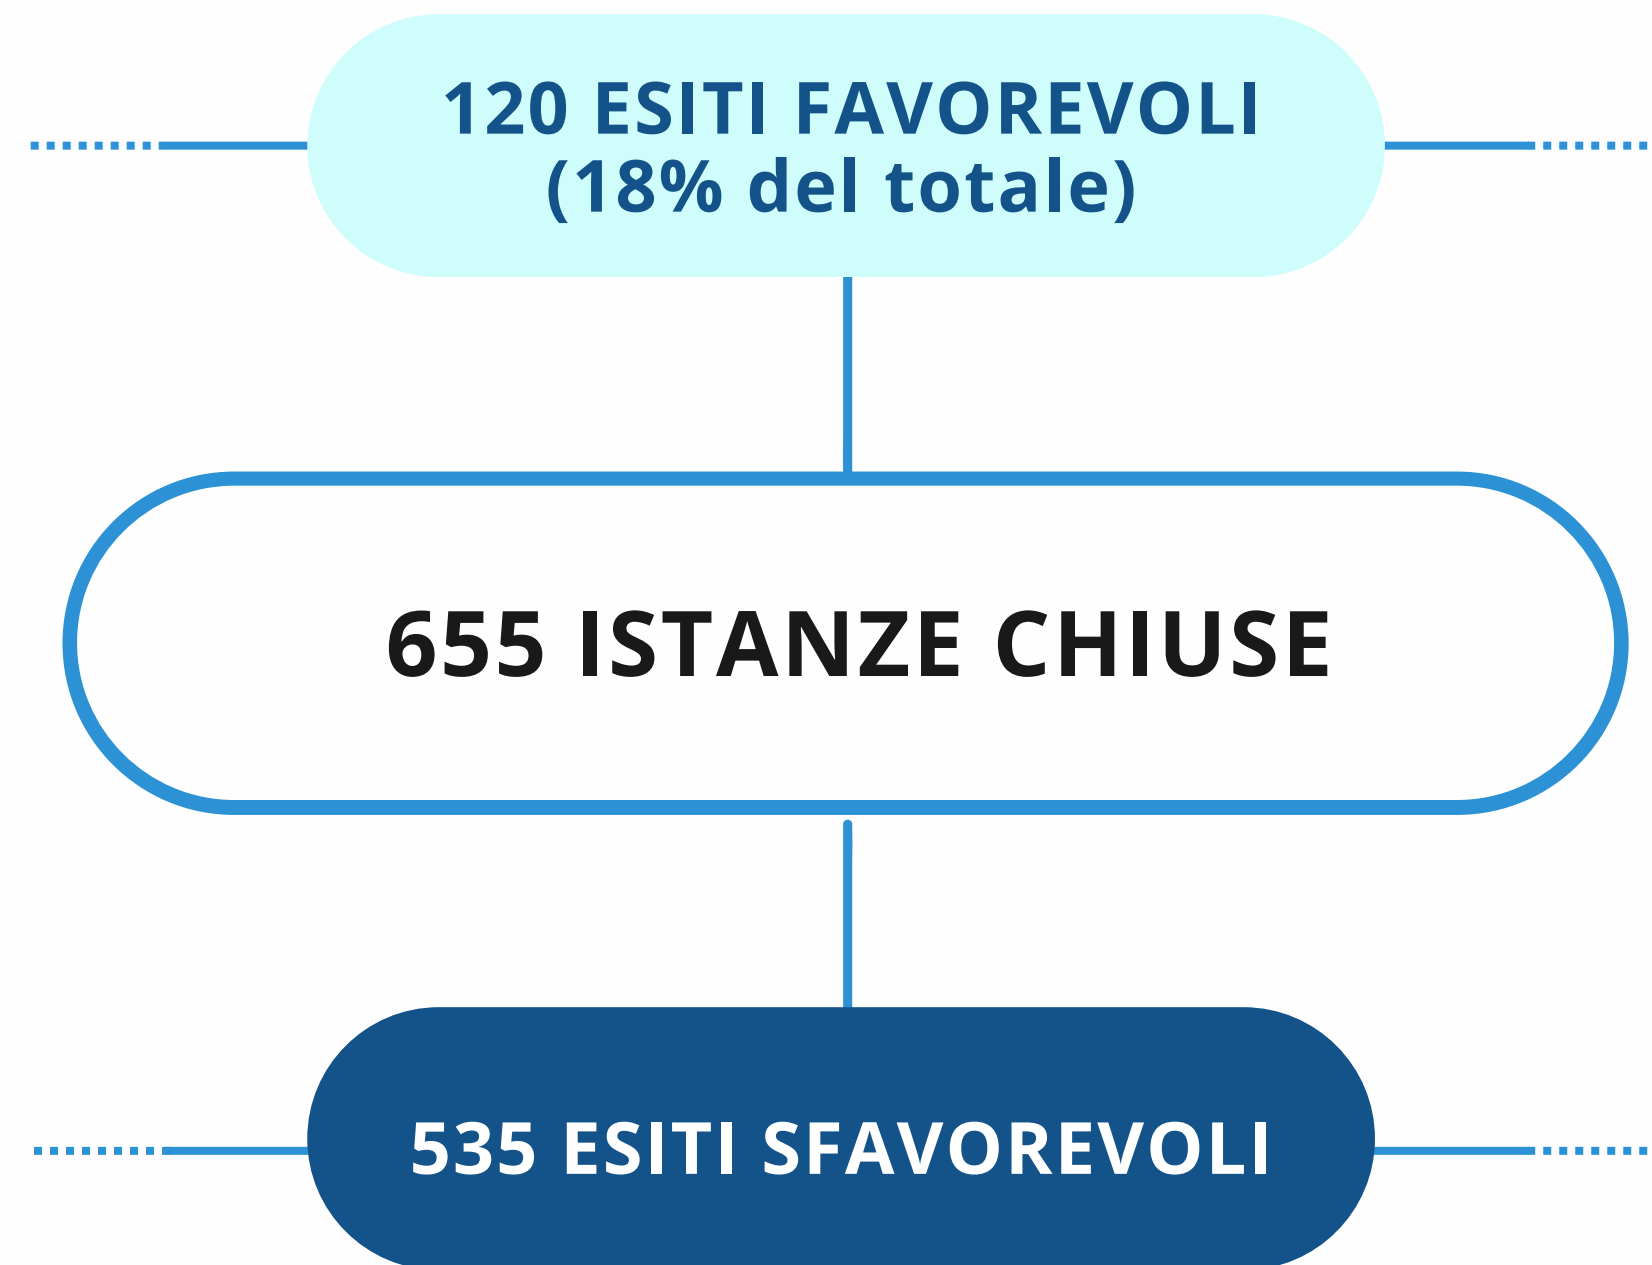 120 ESITI FAVOREVOLI
(18% del totale)
655 ISTANZE CHIUSE
535 ESITI SFAVOREVOLI